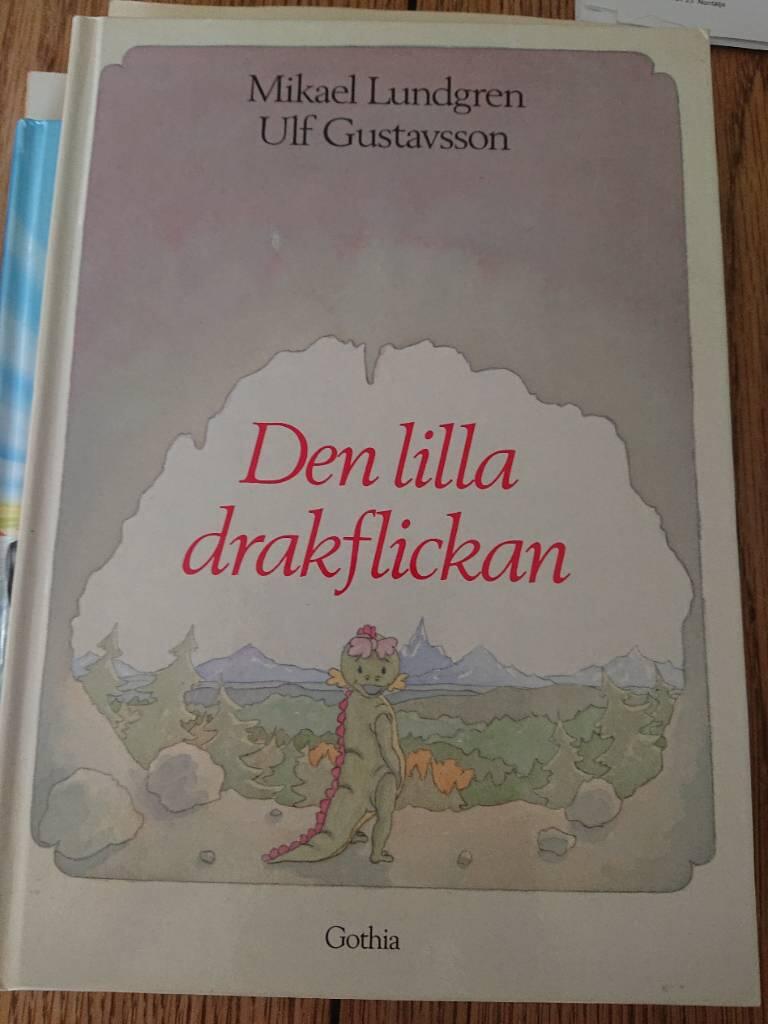 Mikael Lundgren
Ulf Gustavsson
Den lilla
drakflickan
Gothia